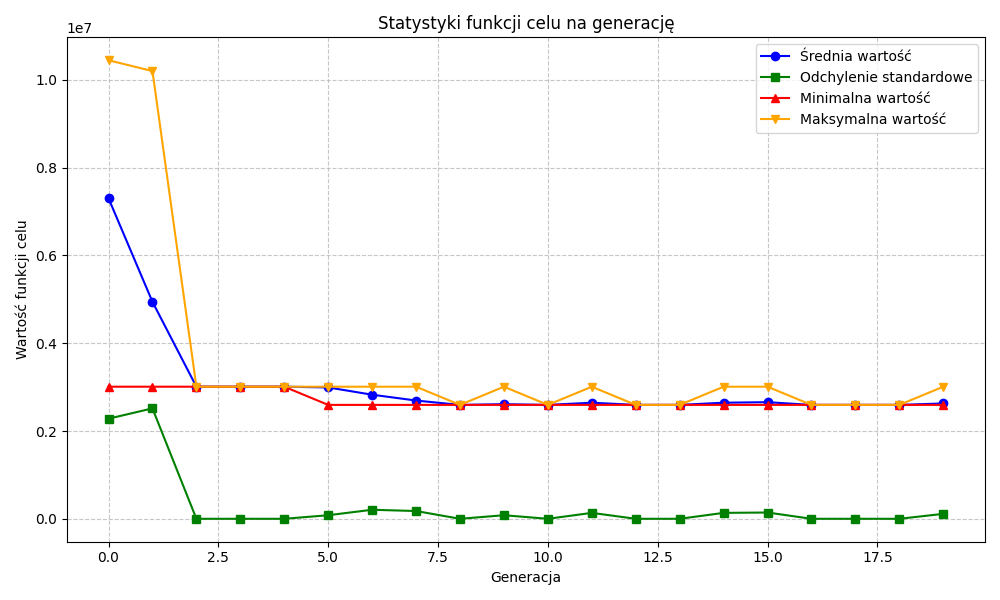 Statystyki funkcji celu na generację
1e7
Średnia wartość
Odchylenie standardowe
Minimalna wartość
Maksymalna wartość
1.0
0.8
0.6
0.4
0.2
0.0
Wartość funkcji celu
0.0 2.5 5.0 7.5 10.0 12.5 15.0 17.5
Generacja